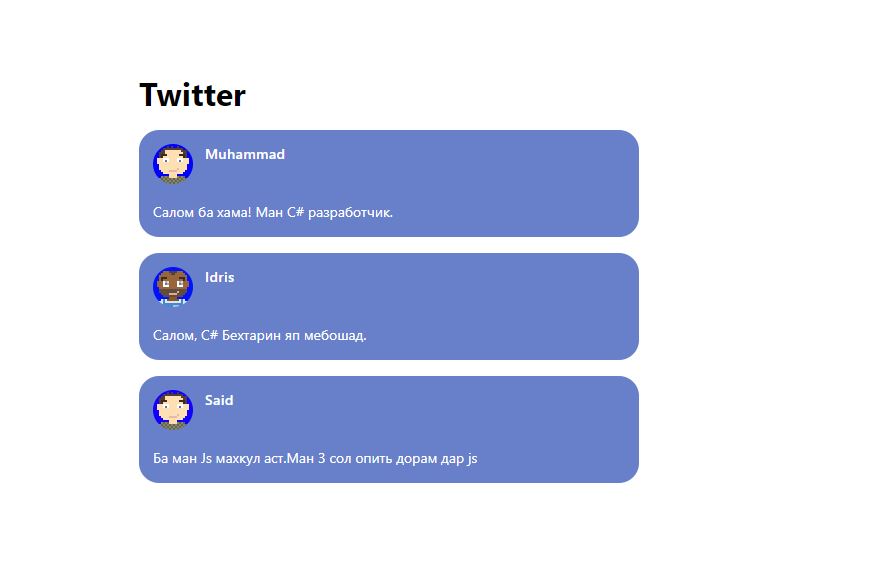 Twitter
Muhammad
Салом ба хама! Ман C# разработчик.
Idris
Салом, C# Бехтарин яп мебошад.
Said
Ба ман Js махкул аст.Ман 3 сол опить дорам дар js